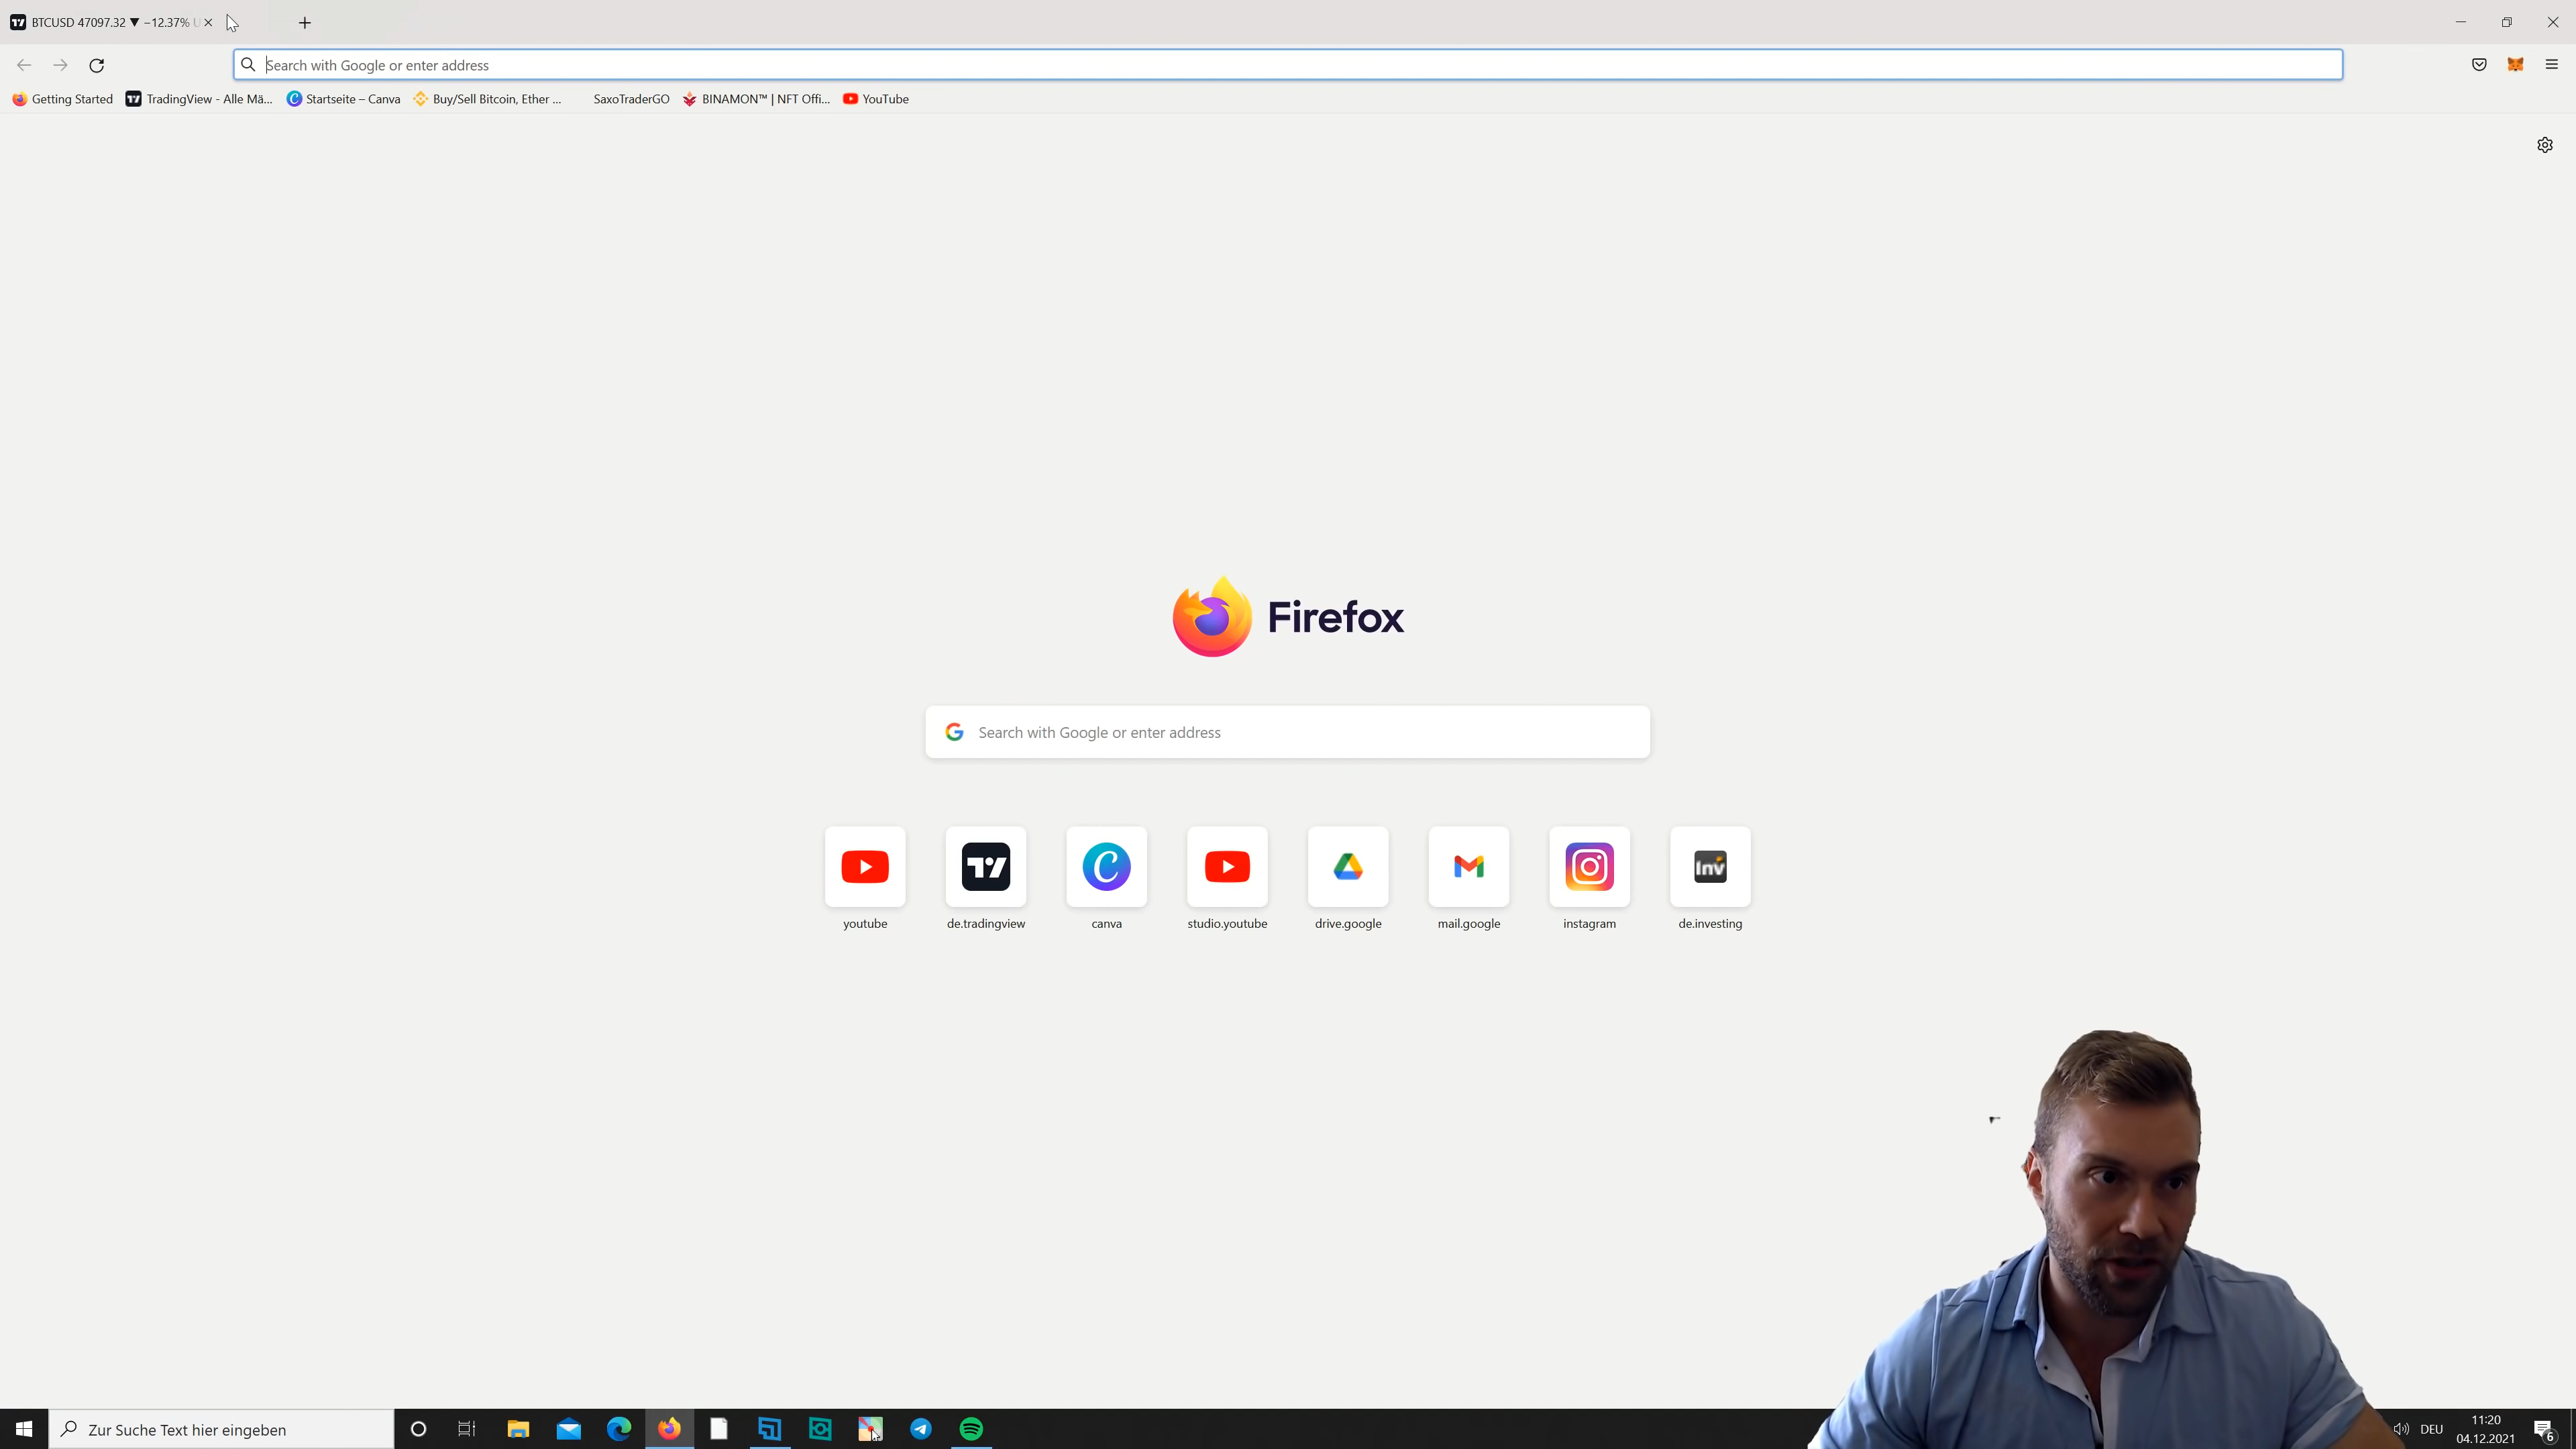 BTCUSD 47097.32 ▼ −12.37% U
Search with Google or enter address
Getting Started
TradingView - Alle Mä...
Startseite – Canva
Buy/Sell Bitcoin, Ether ...
SaxoTraderGO
BINAMON™ | NFT Offi...
YouTube
Firefox
Search with Google or enter address
Inv
youtube
de.tradingview
canva
studio.youtube
drive.google
mail.google
instagram
de.investing
Zur Suche Text hier eingeben
DEU
11:20
04.12.2021
6